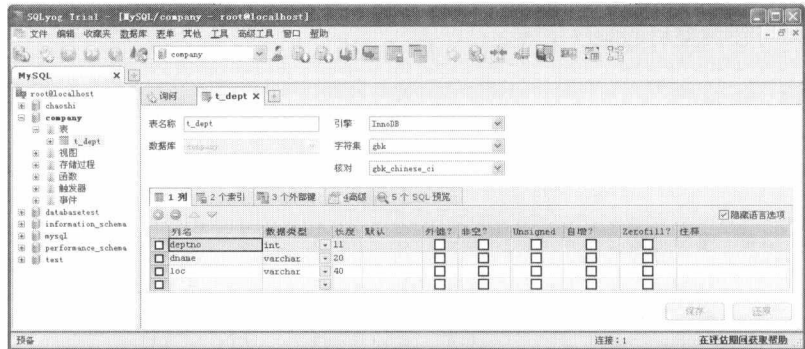 SQLyog Trial - [MySQL/company - root@localhost]
文件 编辑 收藏夹 数据库 表单 其他 工具 高级工具 窗口 帮助
company
MySQL
root@localhost
chaoshi
company
表
t_dept
视图
存储过程
函数
触发器
事件
databasetest
information_schema
mysql
performance_schema
test
询问 t_dept
表名称 t_dept 引擎 InnoDB
数据库 company 字符集 gbk
核对 gbk_chinese_ci
1 列 2 个索引 3 个外部键 4高级 5 个 SQL 预览
隐藏语言选项
列名 数据类型 长度 默认 外键? 非空? Unsigned 自增? Zerofill? 注释
deptno int 11
dname varchar 20
loc varchar 40
保存 还原
预备 连接:1 在评估期间获取帮助